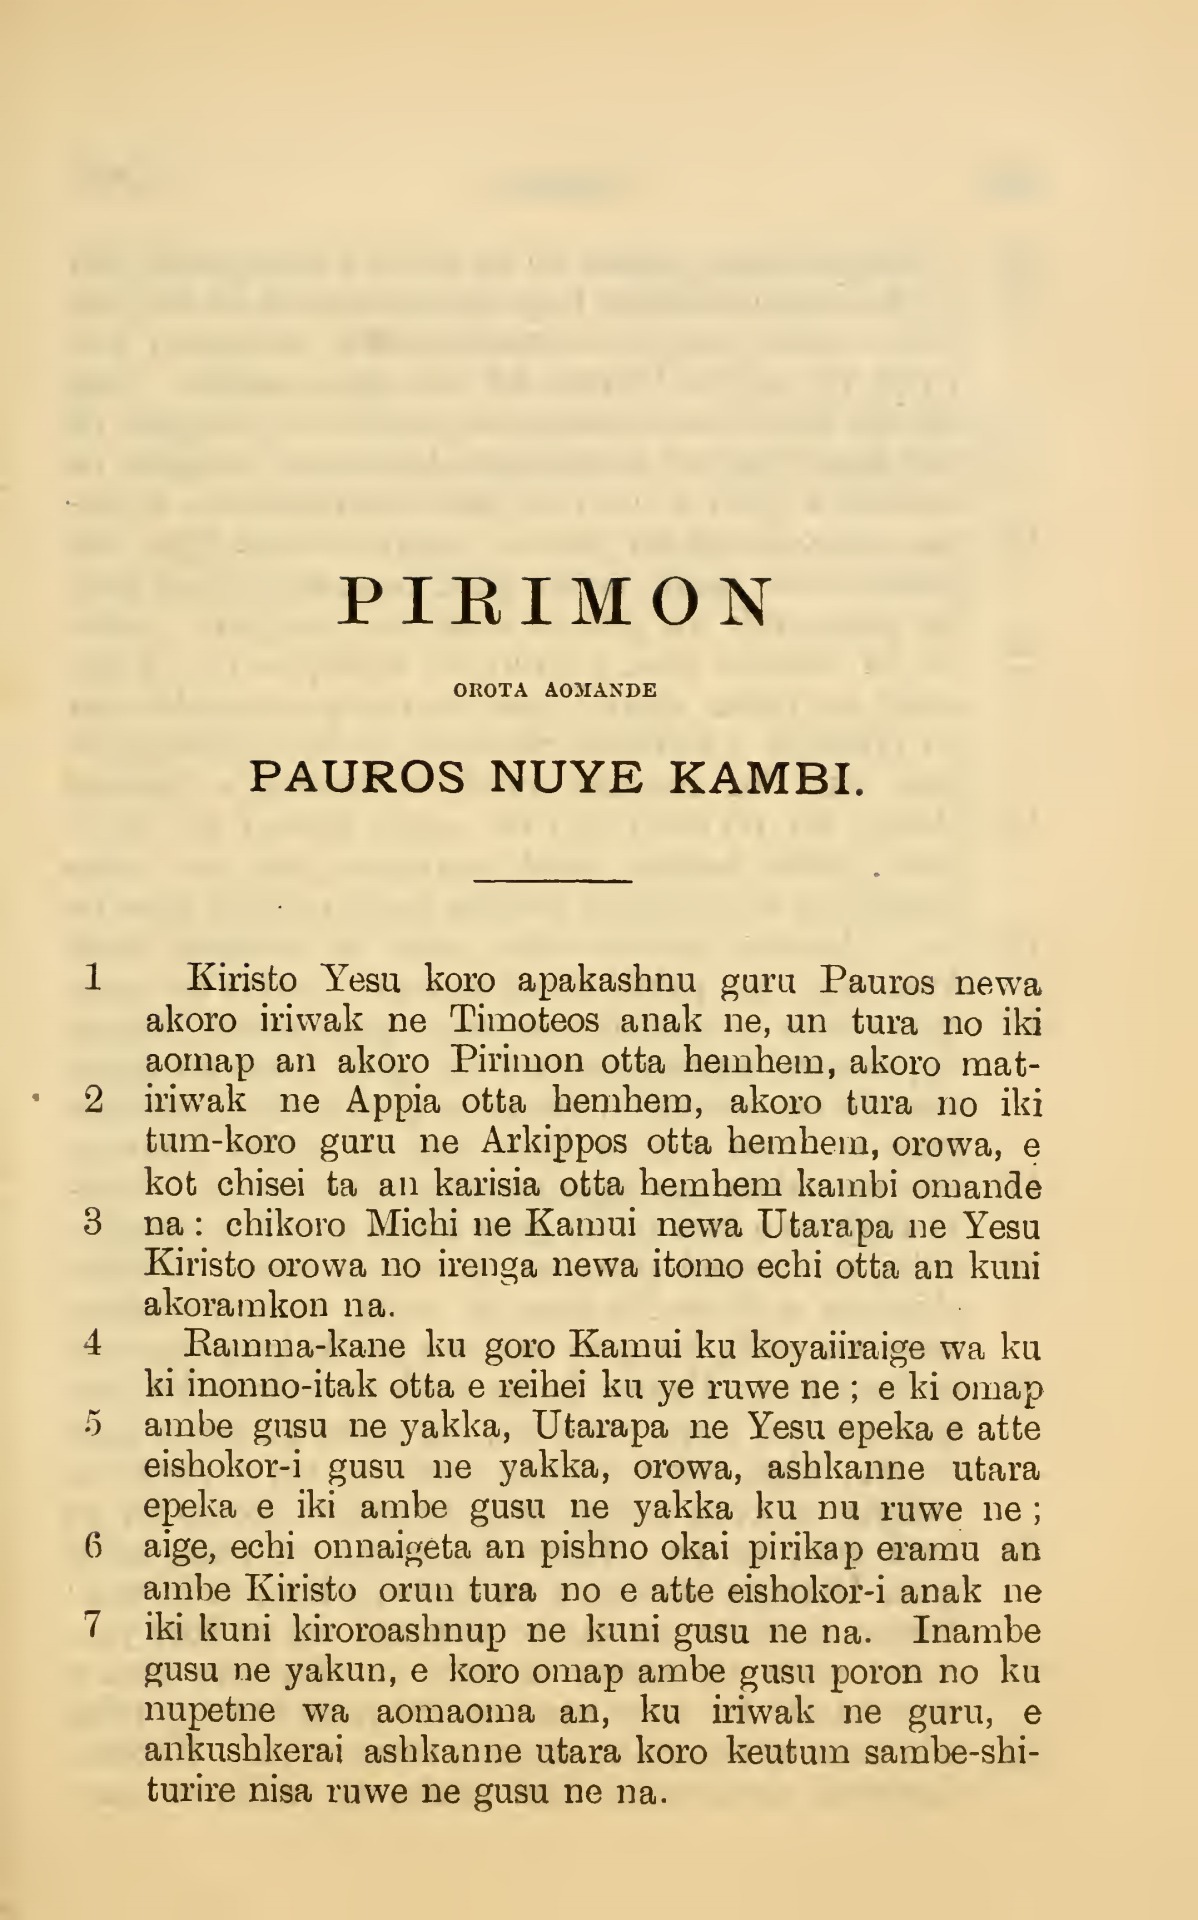 PIRIMON
OROTA AOMANDE
PAUROS NUYE KAMBI.
1 Kiristo Yesu koro apakashnu guru Pauros newa
akoro iriwak ne Timoteos anak ne, un tura no iki
aomap an akoro Pirimon otta hemhem, akoro mat-
2 iriwak ne Appia otta hemhem, akoro tura no iki
tum-koro guru ne Arkippos otta hemhem, orowa, e
kot chisei ta an karisia otta hemhem kambi omande
3 na : chikoro Michi ne Kamui newa Utarapa ne Yesu
Kiristo orowa no irenga newa itomo echi otta an kuni
akoramkon na.
4 Ramma-kane ku goro Kamui ku koyaiiraige wa ku
ki inonno-itak otta e reihei ku ye ruwe ne ; e ki omap
5 ambe gusu ne yakka, Utarapa ne Yesu epeka e atte
eishokor-i gusu ne yakka, orowa, ashkanne utara
epeka e iki ambe gusu ne yakka ku nu ruwe ne ;
6 aige, echi onnaigeta an pishno okai pirikap eramu an
ambe Kiristo orun tura no e atte eishokor-i anak ne
7 iki kuni kiroroashnup ne kuni gusu ne na. Inambe
gusu ne yakun, e koro omap ambe gusu poron no ku
nupetne wa aomaoma an, ku iriwak ne guru, e
ankushkerai ashkanne utara koro keutum sambe-shi-
turire nisa ruwe ne gusu ne na.